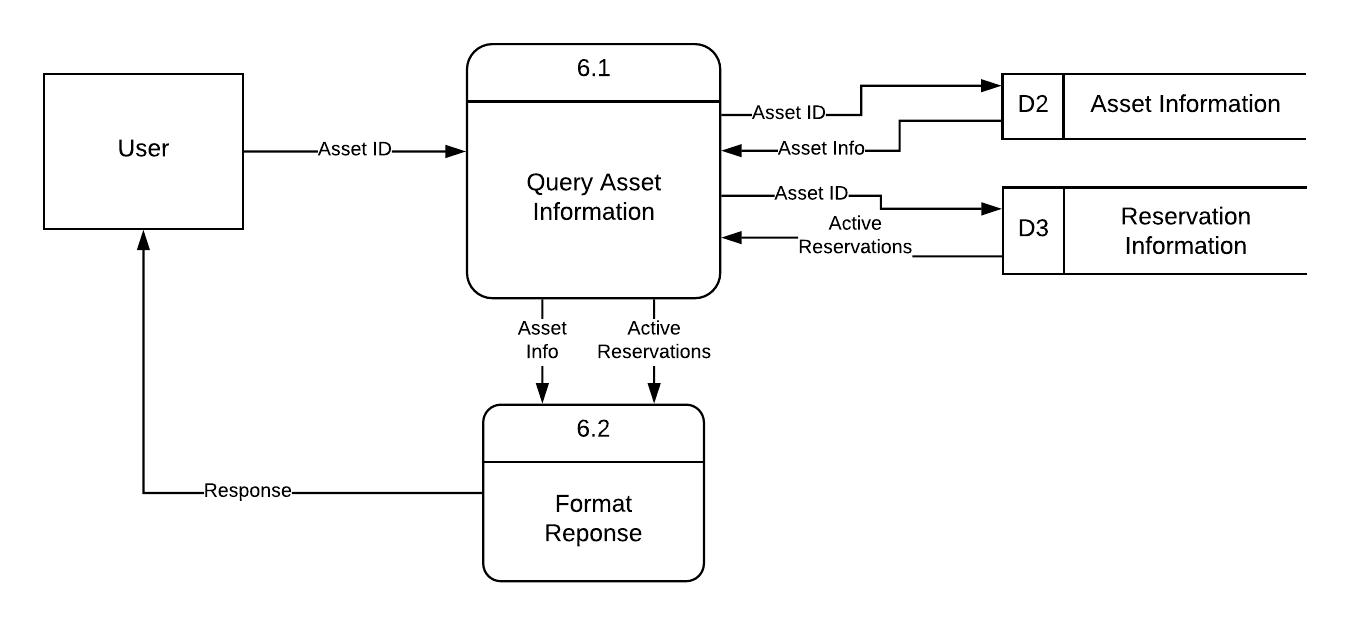 6.1
D2
Asset Information
Asset ID
User
Asset ID
Asset Info
Query Asset
Information
Asset ID
D3
Reservation
Information
Active
Reservations
Asset
Info
Active
Reservations
6.2
Response
Format
Reponse